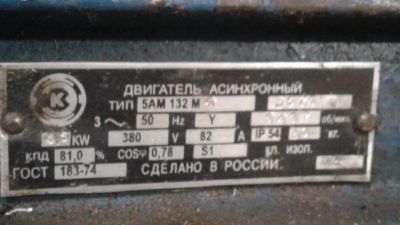 К
ДВИГАТЕЛЬ АСИНХРОННЫЙ
ТИП 5АМ 132 М
3 ~ 50 Hz Y об/мин.
KW 380 V 82 A IP 54 кг.
КПД 81,0 % COSφ 0,78 S1 КЛ. ИЗОЛ.
ГОСТ 183-74 СДЕЛАНО В РОССИИ